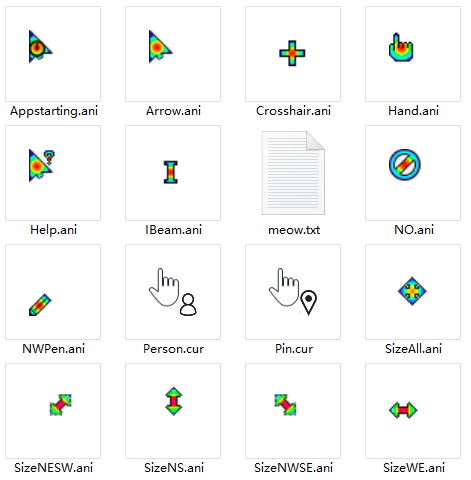 Appstarting.ani
Arrow.ani
Crosshair.ani
Hand.ani
Help.ani
IBeam.ani
meow.txt
NO.ani
NWPen.ani
Person.cur
Pin.cur
SizeAll.ani
SizeNESW.ani
SizeNS.ani
SizeNWSE.ani
SizeWE.ani